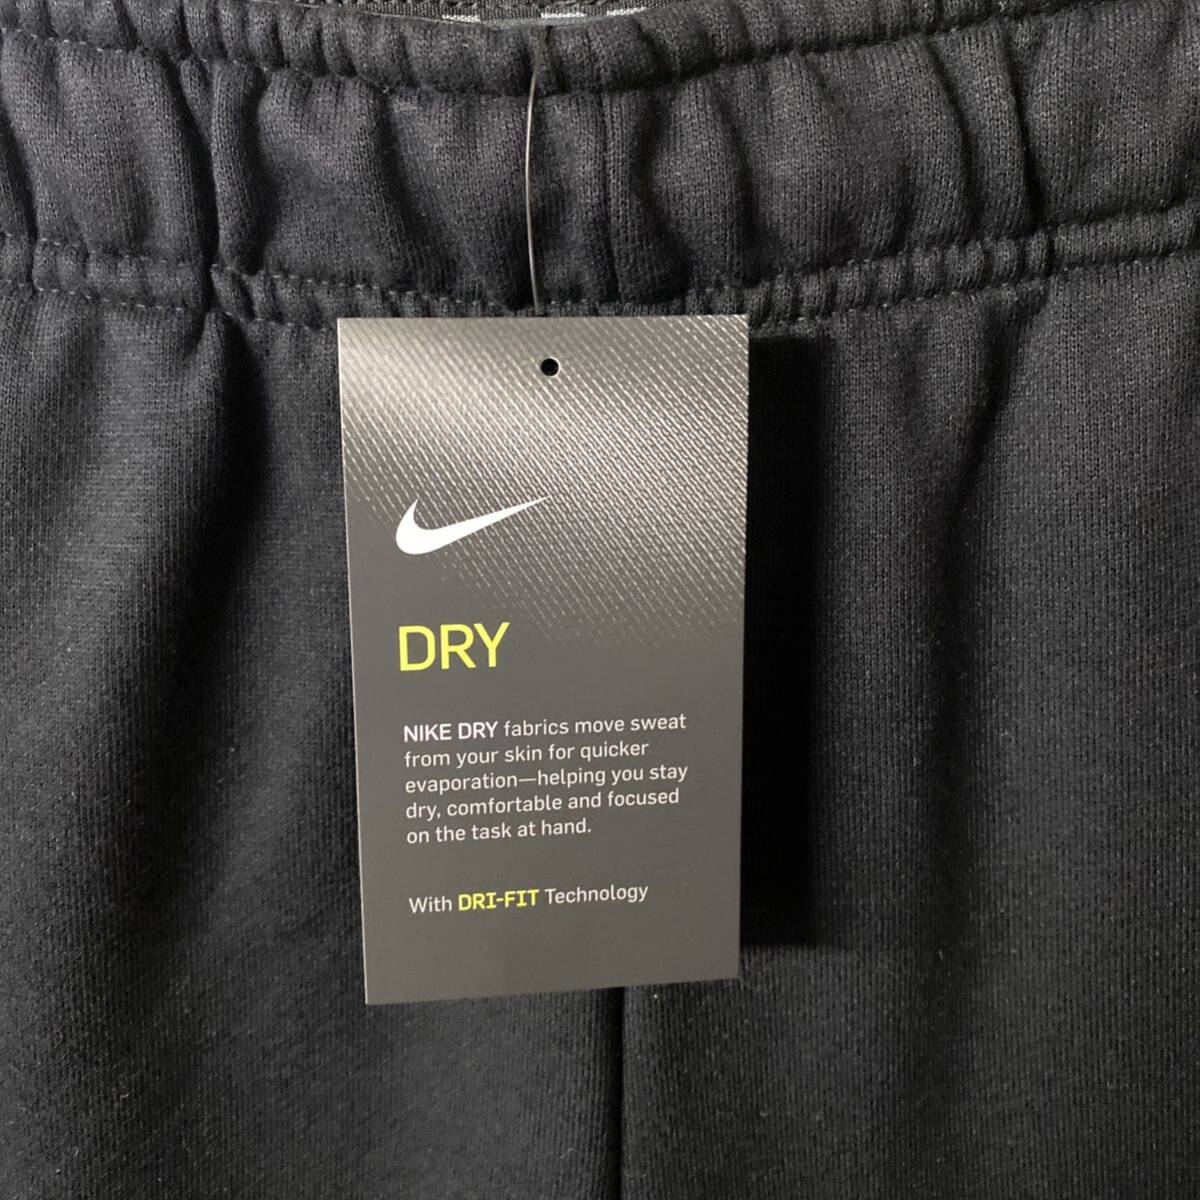 DRY
NIKE DRY fabrics move sweat
from your skin for quicker
evaporation—helping you stay
dry, comfortable and focused
on the task at hand.
With DRI-FIT Technology